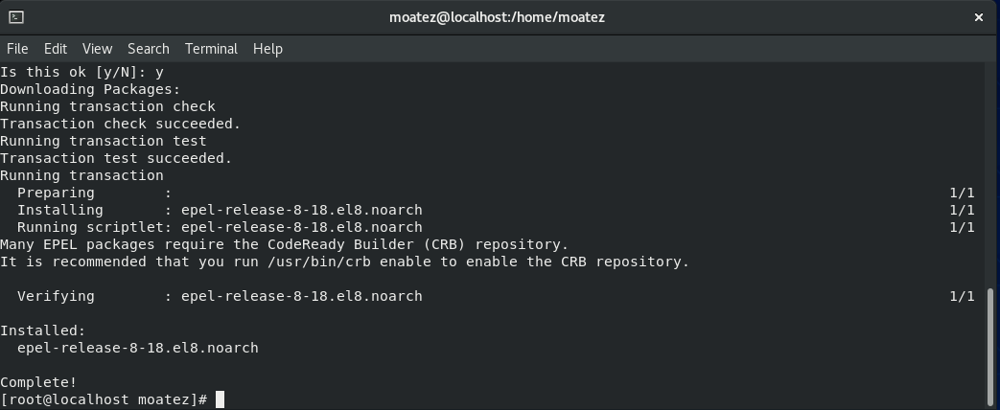 moatez@localhost:/home/moatez
File Edit View Search Terminal Help
Is this ok [y/N]: y
Downloading Packages:
Running transaction check
Transaction check succeeded.
Running transaction test
Transaction test succeeded.
Running transaction
  Preparing        :                                                                                          1/1
  Installing       : epel-release-8-18.el8.noarch                                                             1/1
  Running scriptlet: epel-release-8-18.el8.noarch                                                             1/1
Many EPEL packages require the CodeReady Builder (CRB) repository.
It is recommended that you run /usr/bin/crb enable to enable the CRB repository.
  Verifying        : epel-release-8-18.el8.noarch                                                             1/1
Installed:
  epel-release-8-18.el8.noarch
Complete!
[root@localhost moatez]#